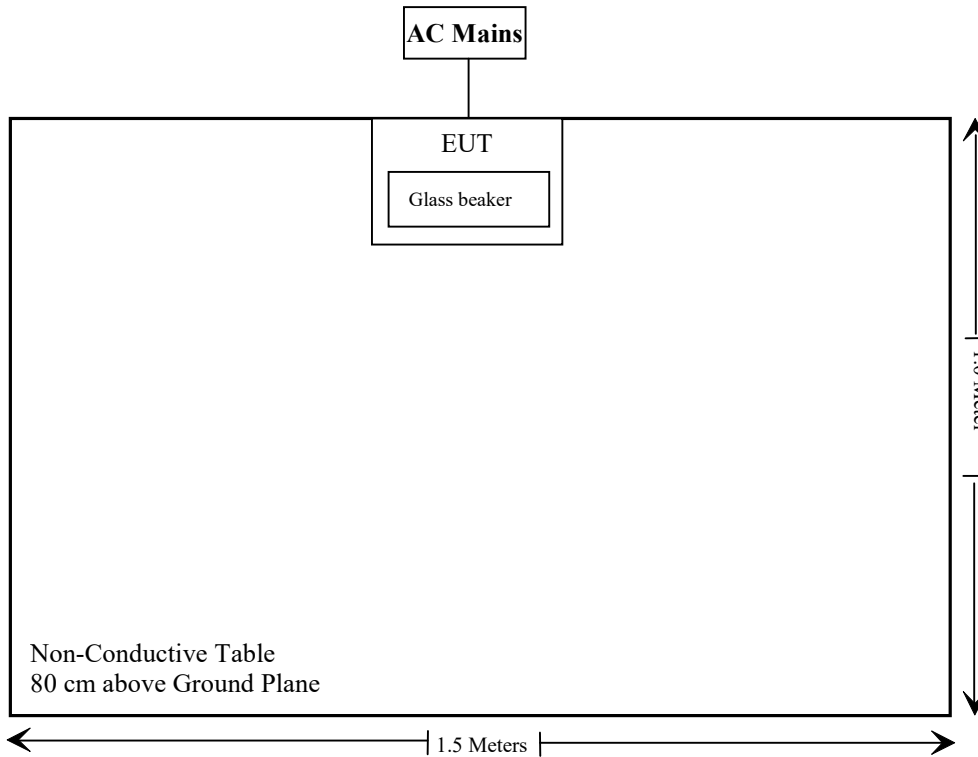 AC Mains
EUT
Glass beaker
Non-Conductive Table
80 cm above Ground Plane
1.5 Meters